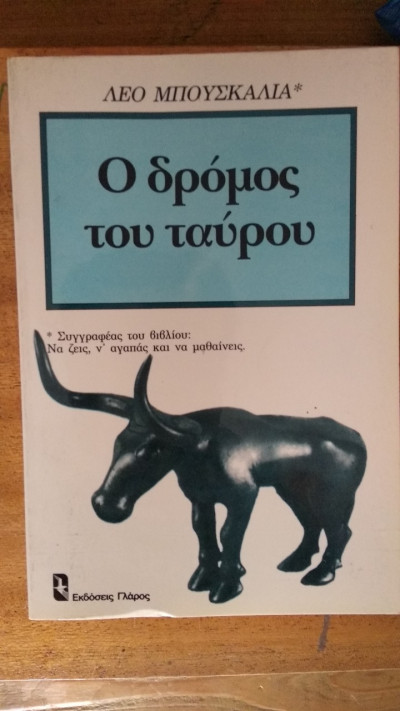 ΛΕΟ ΜΠΟΥΣΚΑΛΙΑ*
Ο δρόμος
του ταύρου
* Συγγραφέας του βιβλίου:
Να ζεις, ν' αγαπάς και να μαθαίνεις.
Εκδόσεις Γλάρος